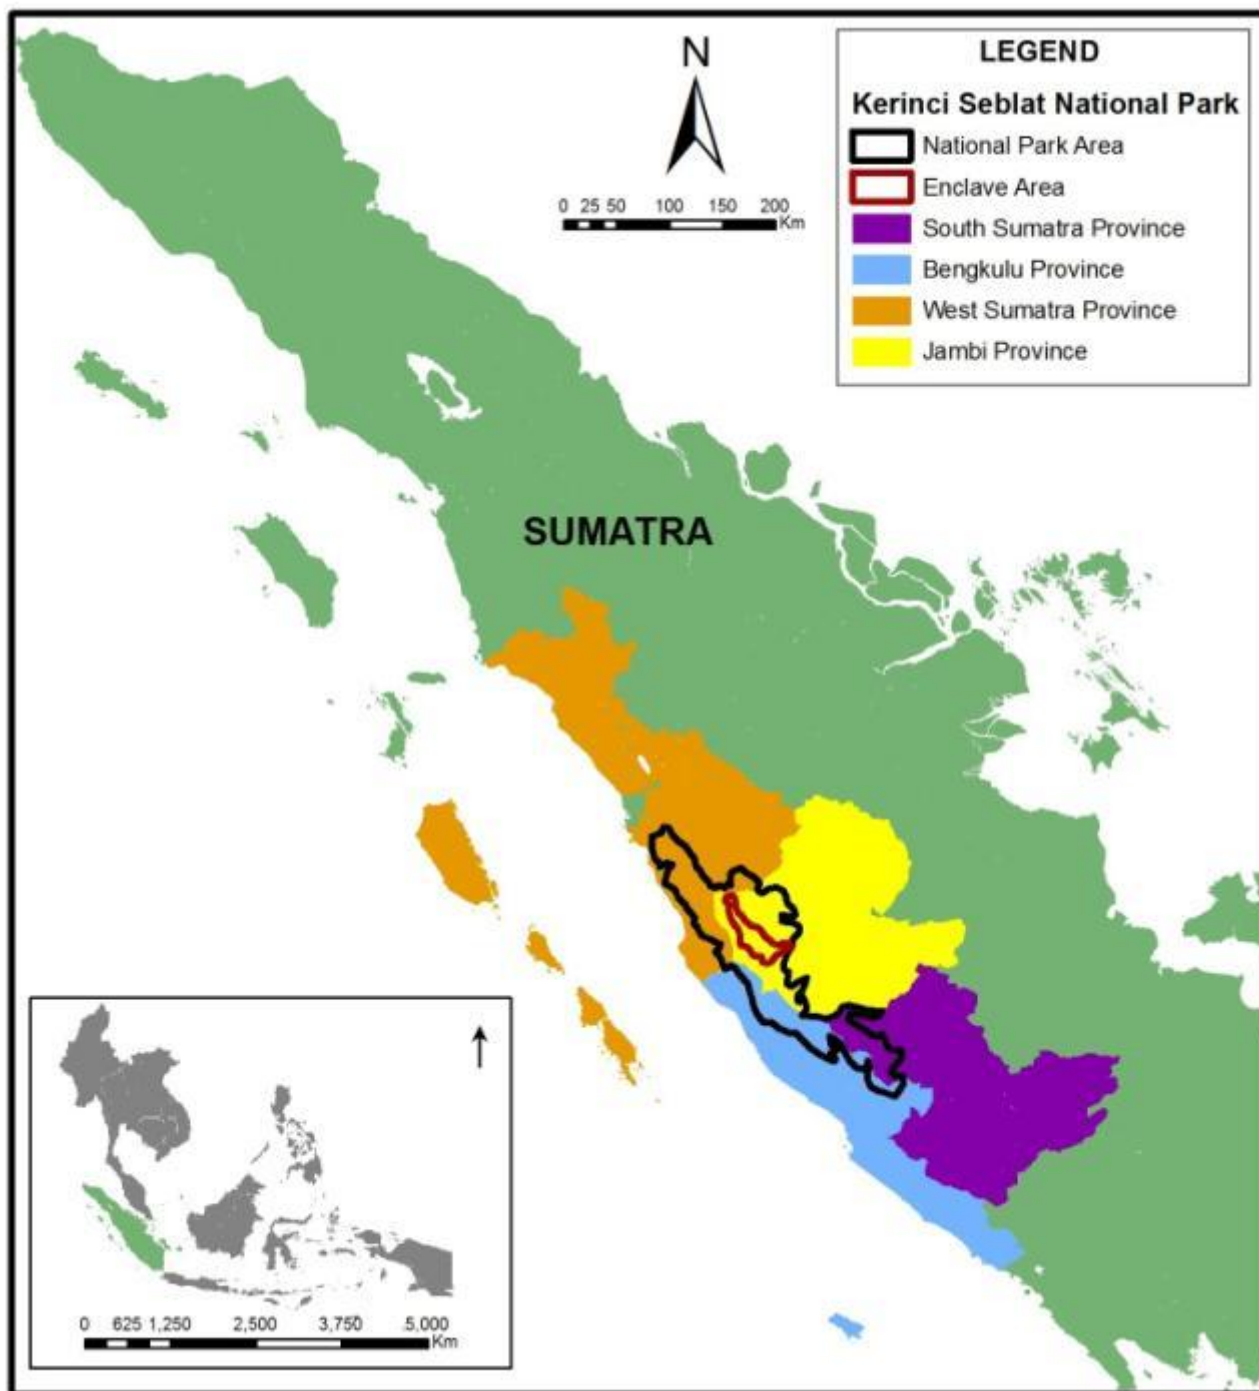 N
0 25 50 100 150 200
Km
LEGEND
Kerinci Seblat National Park
National Park Area
Enclave Area
South Sumatra Province
Bengkulu Province
West Sumatra Province
Jambi Province
SUMATRA
0 625 1,250 2,500 3,750 5,000
Km